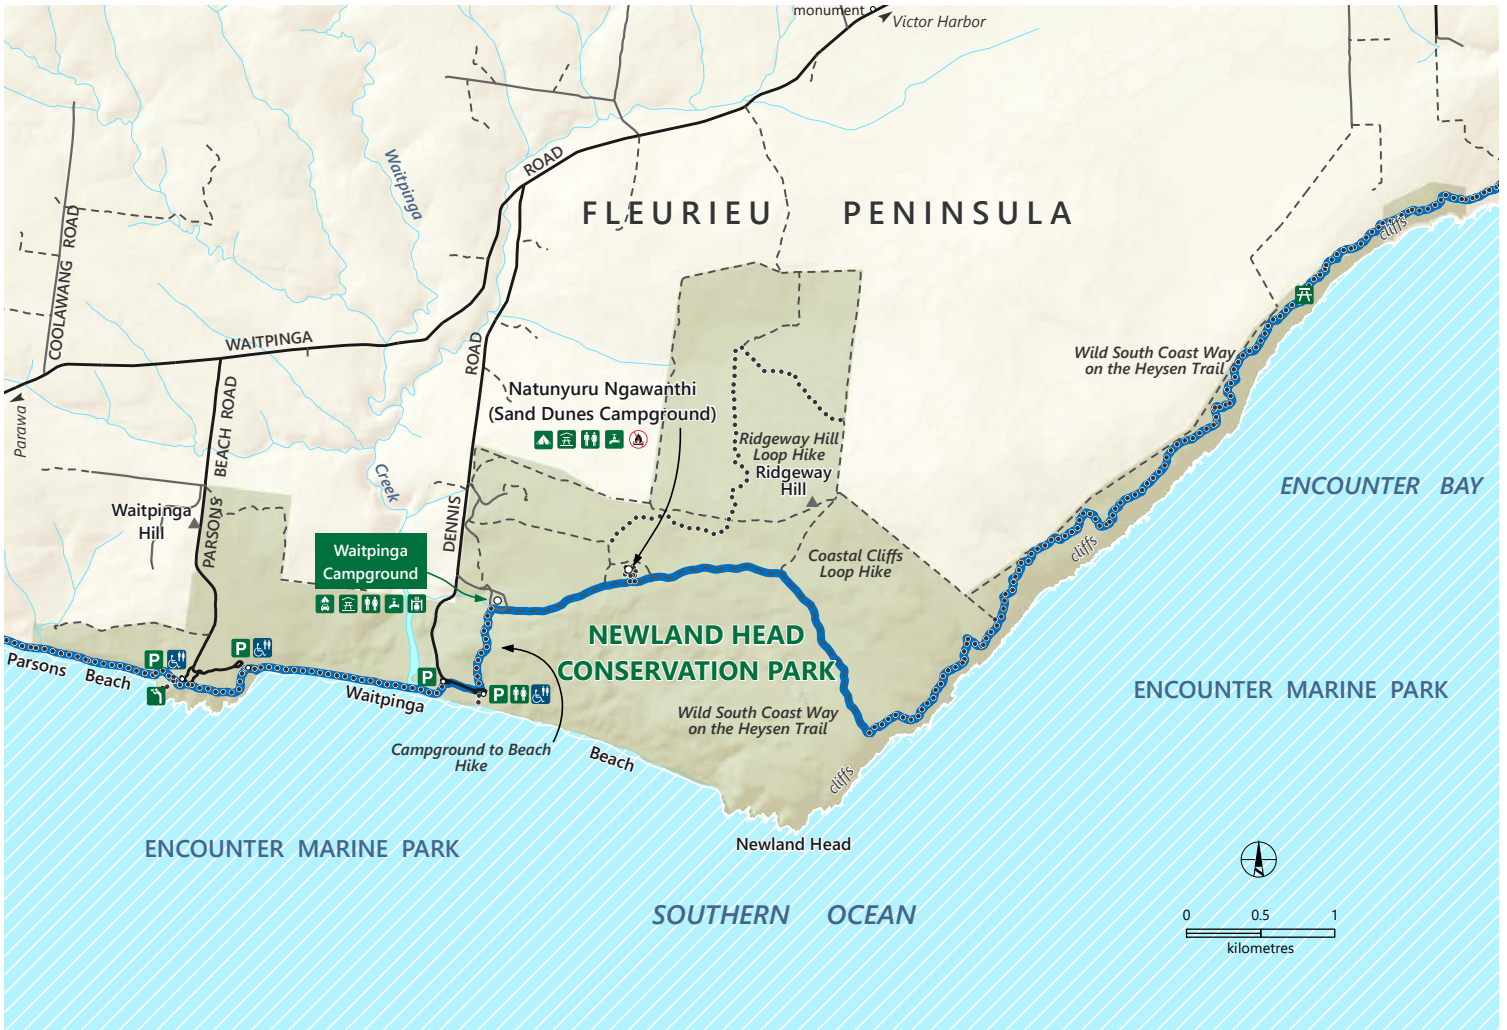 monument
Victor Harbor
Waitpinga
ROAD
FLEURIEU PENINSULA
COOLAWANG ROAD
cliffs
WAITPINGA
ROAD
Wild South Coast Way
on the Heysen Trail
Parawa
BEACH ROAD
PARSONS
Natunyuru Ngawanthi
(Sand Dunes Campground)
Ridgeway Hill
Loop Hike
Ridgeway
Hill
Creek
ENCOUNTER BAY
Waitpinga
Hill
DENNIS
Waitpinga
Campground
cliffs
Coastal Cliffs
Loop Hike
NEWLAND HEAD
CONSERVATION PARK
P
P
P
P
Parsons Beach
Waitpinga
Beach
ENCOUNTER MARINE PARK
Wild South Coast Way
on the Heysen Trail
Campground to Beach
Hike
cliffs
Newland Head
ENCOUNTER MARINE PARK
SOUTHERN OCEAN
0 0.5 1
kilometres